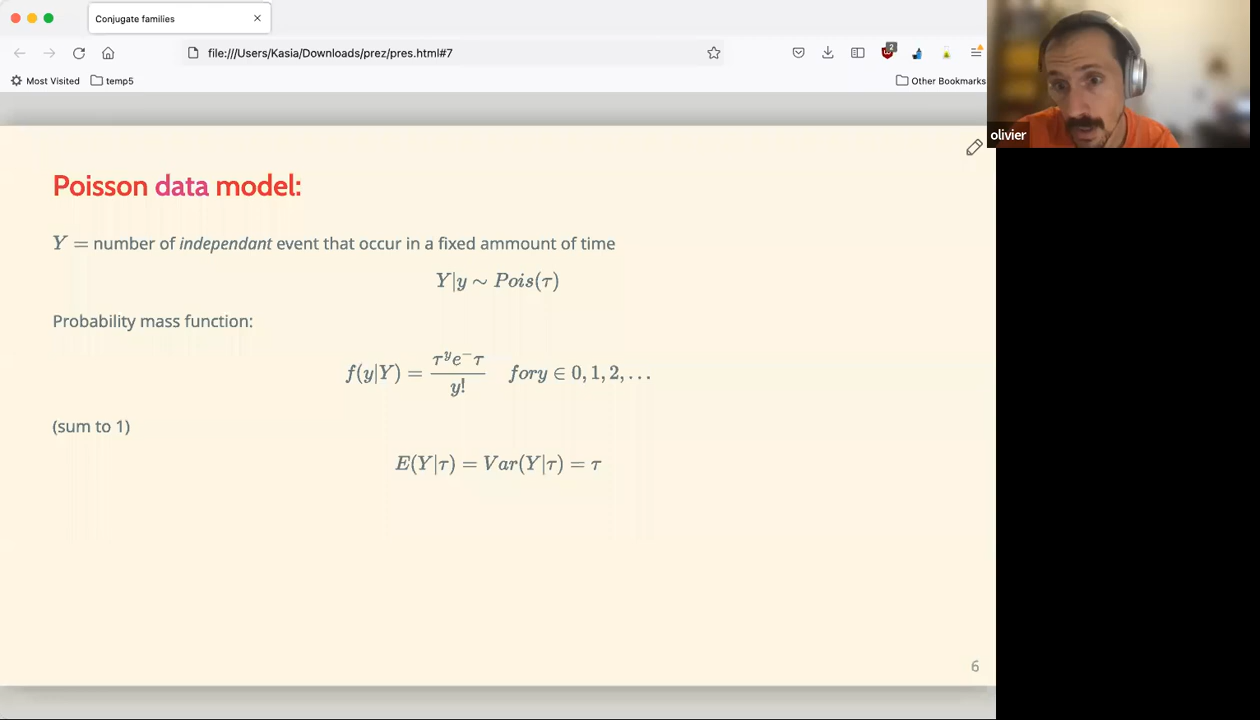 Conjugate families
file:///Users/Kasia/Downloads/prez/pres.html#7
2
Most Visited
temp5
Other Bookmarks
olivier
Poisson data model:
Y = number of independant event that occur in a fixed ammount of time
Y|y ∼ Pois(τ)
Probability mass function:
f(y|Y) = τ^y e^− τ / y!   fory ∈ 0, 1, 2, …
(sum to 1)
E(Y|τ) = Var(Y|τ) = τ
6